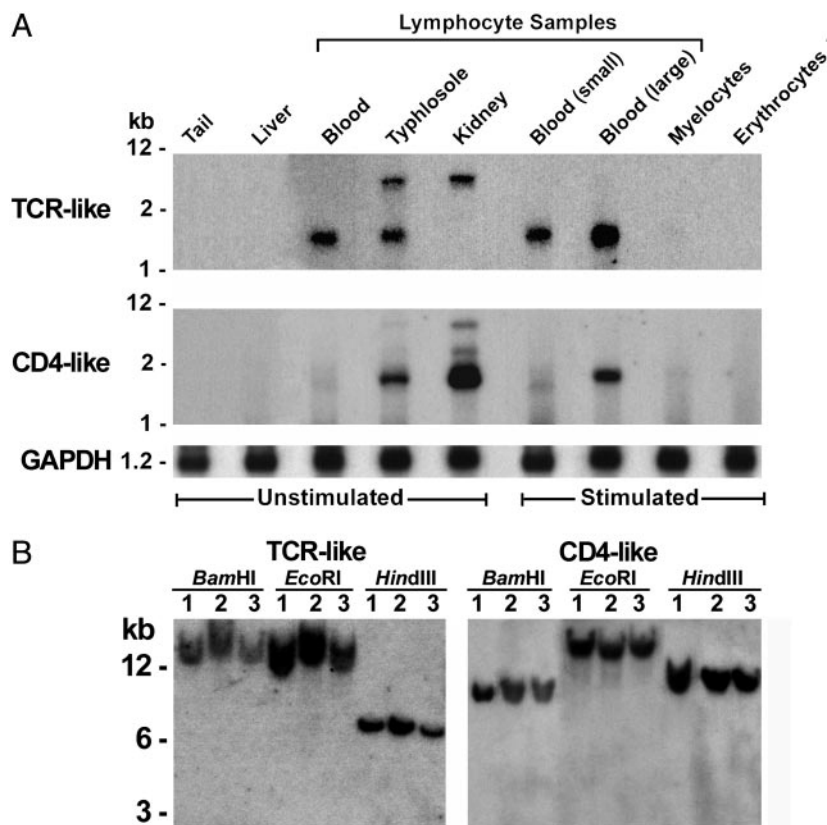 A
Lymphocyte Samples
kb Tail Liver Blood Typhlosole Kidney Blood (small) Blood (large) Myelocytes Erythrocytes
12 -
TCR-like 2 -
1 -
12 -
CD4-like 2 -
1 -
GAPDH 1.2 -
Unstimulated Stimulated
B
TCR-like CD4-like
BamHI EcoRI HindIII BamHI EcoRI HindIII
1 2 3 1 2 3 1 2 3 1 2 3 1 2 3 1 2 3
kb
12 -
6 -
3 -